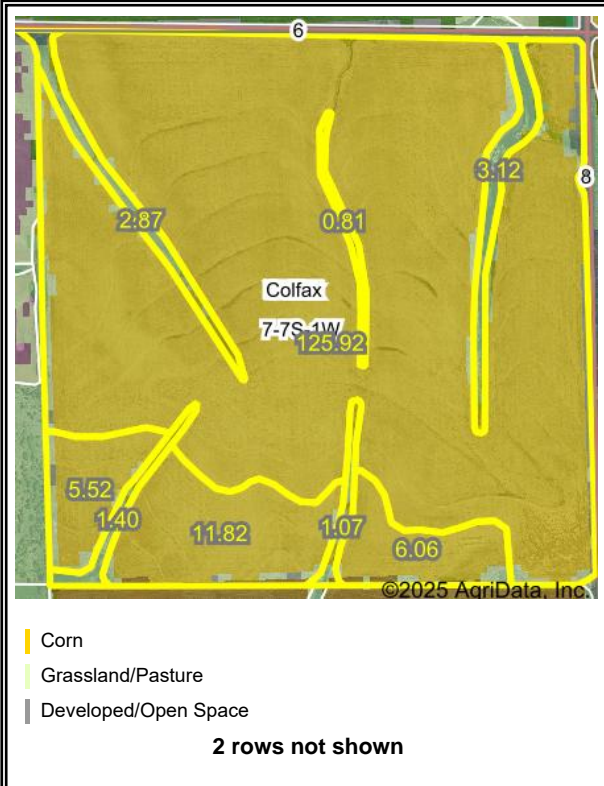 6
3.12
8
2.87
0.81
Colfax
7-7S-1W
125.92
5.52
1.40
11.82
1.07
6.06
©2025 AgriData, Inc.
Corn
Grassland/Pasture
Developed/Open Space
2 rows not shown